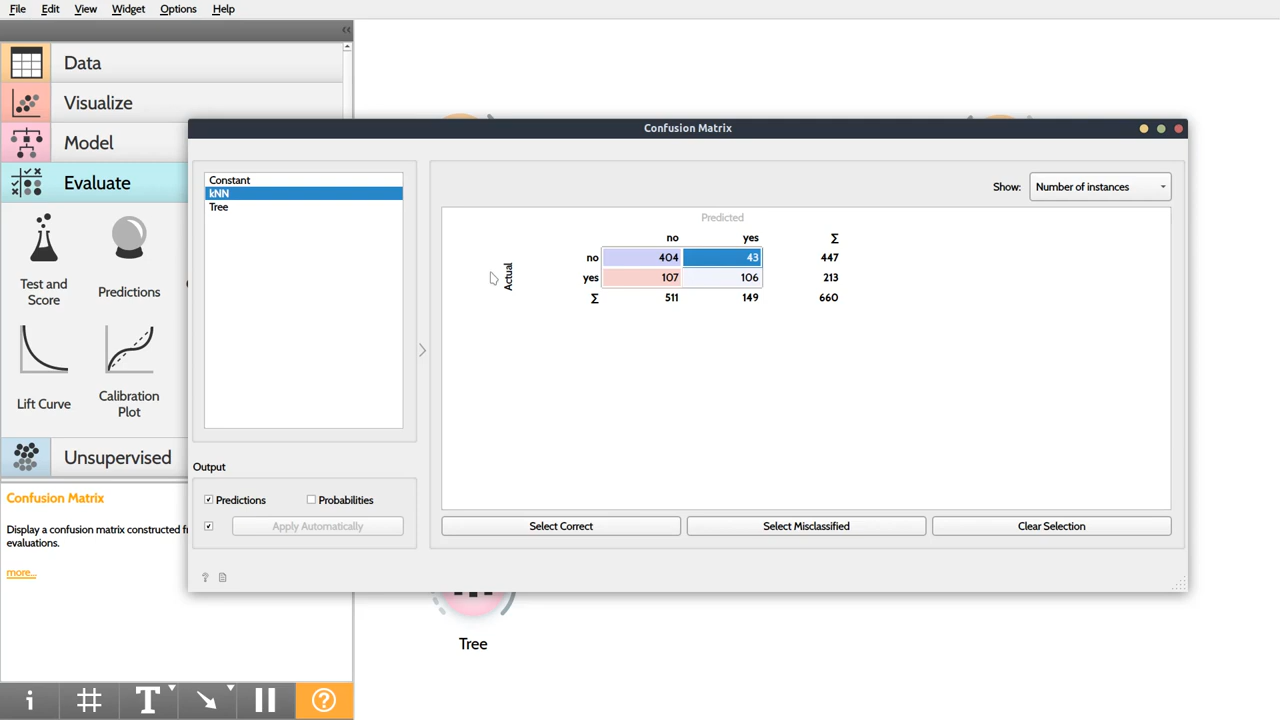 File Edit View Widget Options Help
Data
Visualize
Model
Evaluate
Test and
Score
Predictions
Lift Curve
Calibration
Plot
Unsupervised
Confusion Matrix
Display a confusion matrix constructed
evaluations.
more...
Confusion Matrix
Constant
kNN
Tree
Output
Predictions
Probabilities
Apply Automatically
Show: Number of instances
Predicted
no yes Σ
Actual
no 404 43 447
yes 107 106 213
Σ 511 149 660
Select Correct
Select Misclassified
Clear Selection
Tree